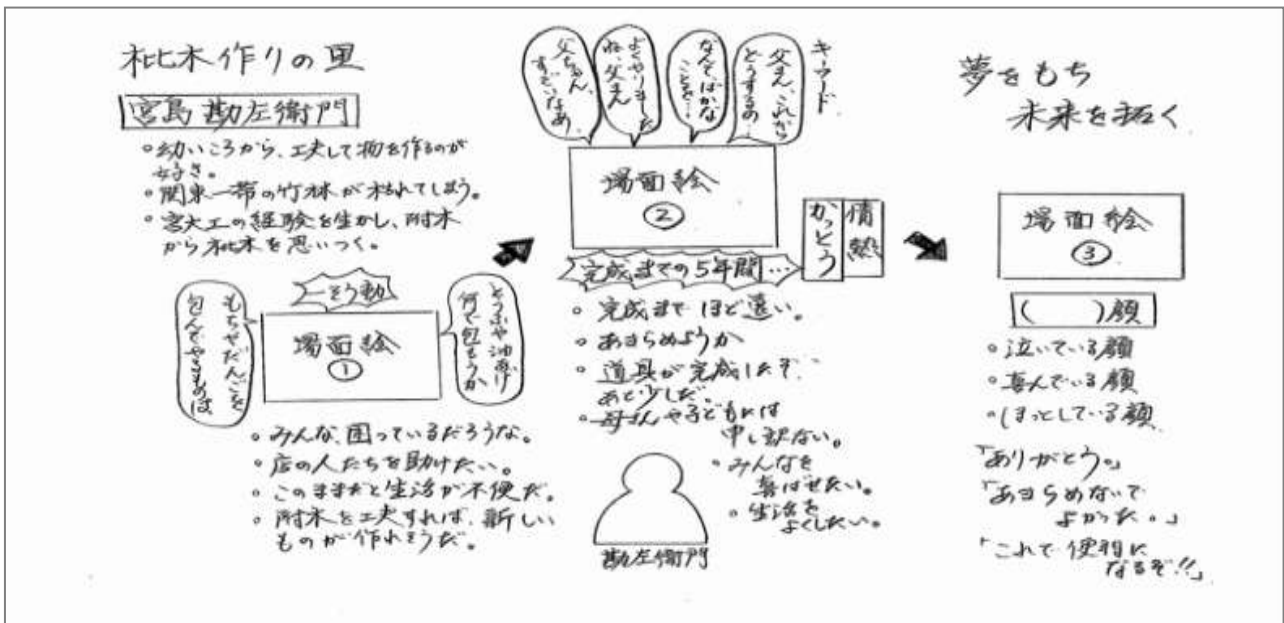 枇木作りの里
宮島勘左衛門
・幼いころから、工夫して物を作るのが
好き。
・関東一帯の竹林が枯れてしまう。
・宮大工の経験を生かし、附木
から枇木を思いつく。
そう動
もちやだんごを
包んでやるものは
場面絵
①
とうふや油あげ
何で包もうか
・みんな、困っているだろうな。
・店の人たちを助けたい。
・このままだと生活が不便だ。
・附木を工夫すれば、新しい
ものが作れそうだ。
キーワード
父さん、これから
どうするの…
なんて、ばかな
ことを…
よくやりました
ね、父さん
父ちゃん、
すごいなあ、
場面絵
②
情熱
かっとう
完成までの5年間…
・完成まで ほど遠い。
・あきらめようか
・道具が完成したぞ、
あと少しだ。
・母さんや子どもには
申し訳ない。
・みんなを
喜ばせたい。
・生活を
よくしたい。
勘左衛門
夢をもち
未来を拓く
場面絵
③
(　　)顔
・泣いている顔
・喜んでいる顔
・ほっとしている顔
「ありがとう。」
「あきらめないで
よかった。」
「これで便利に
なるぞ!!」